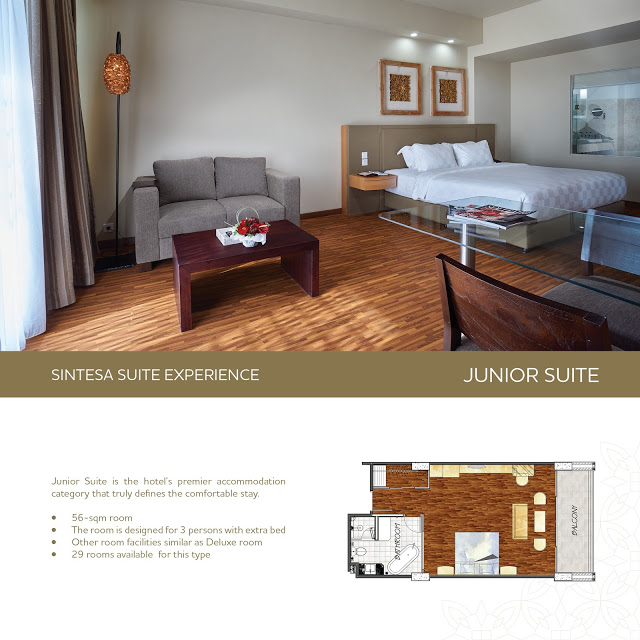 SINTESA SUITE EXPERIENCE
JUNIOR SUITE
Junior Suite is the hotel's premier accommodation
category that truly defines the comfortable stay.
• 56-sqm room
• The room is designed for 3 persons with extra bed
• Other room facilities similar as Deluxe room
• 29 rooms available for this type
BATHROOM
BALCONY